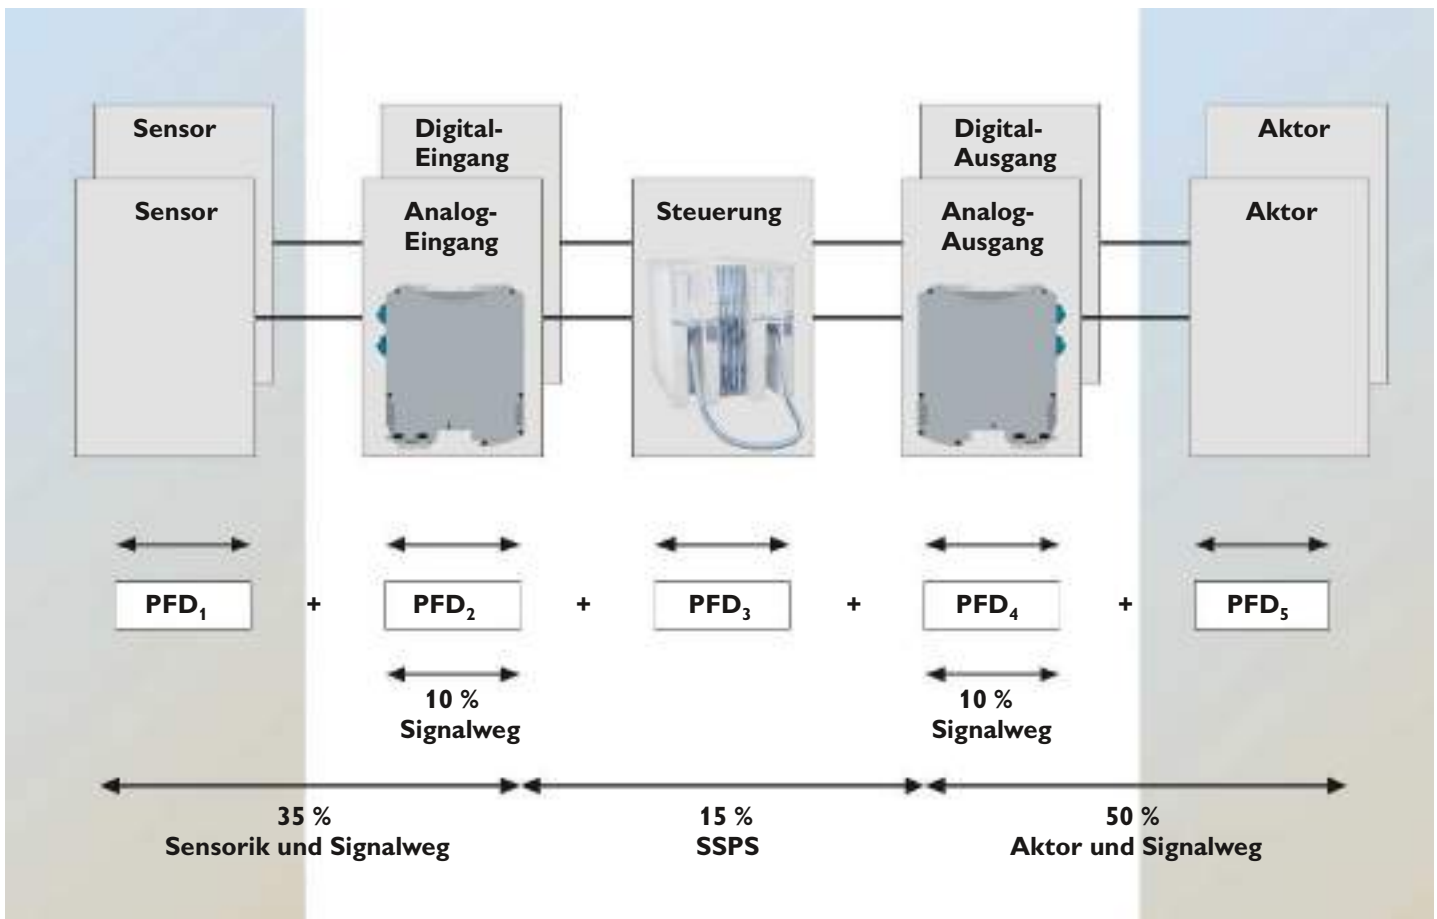 Sensor
Sensor
Digital-
Eingang
Analog-
Eingang
Steuerung
Digital-
Ausgang
Analog-
Ausgang
Aktor
Aktor
PFD₁ + PFD₂ + PFD₃ + PFD₄ + PFD₅
10 %
Signalweg
10 %
Signalweg
35 %
Sensorik und Signalweg
15 %
SSPS
50 %
Aktor und Signalweg